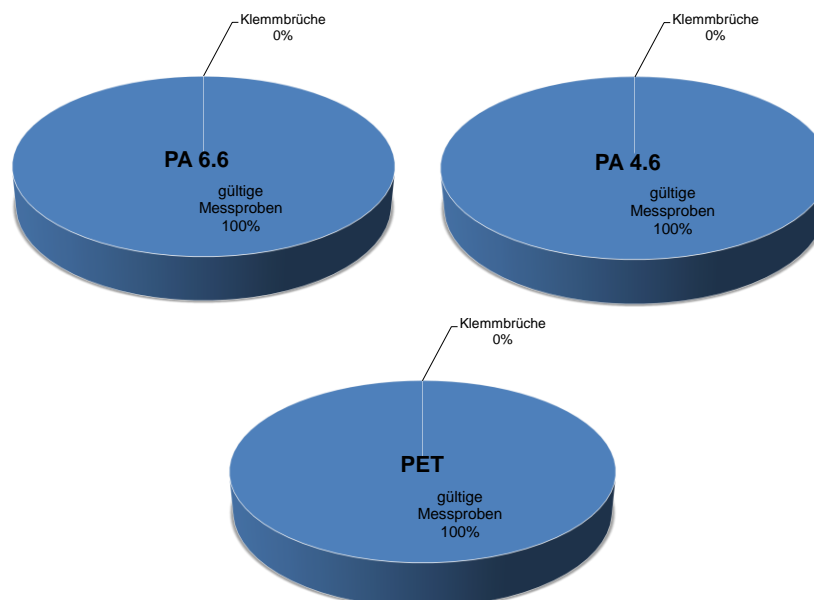 Klemmbrüche
0%
PA 6.6
gültige
Messproben
100%
Klemmbrüche
0%
PA 4.6
gültige
Messproben
100%
Klemmbrüche
0%
PET
gültige
Messproben
100%